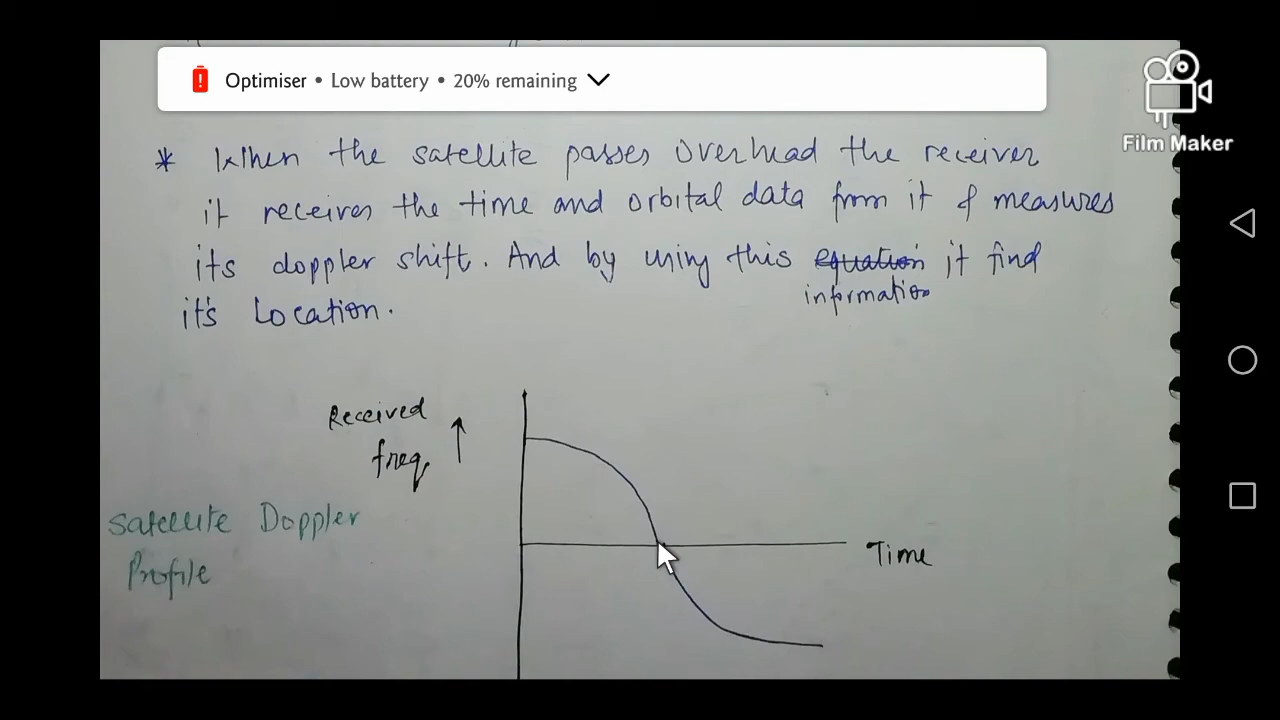 Optimiser • Low battery • 20% remaining
Film Maker
* When the satellite passes overhead the receiver
it receives the time and orbital data from it & measures
its doppler shift. And by using this equation it find
information
it's Location.
Received
freq
Satellite Doppler
Profile
Time